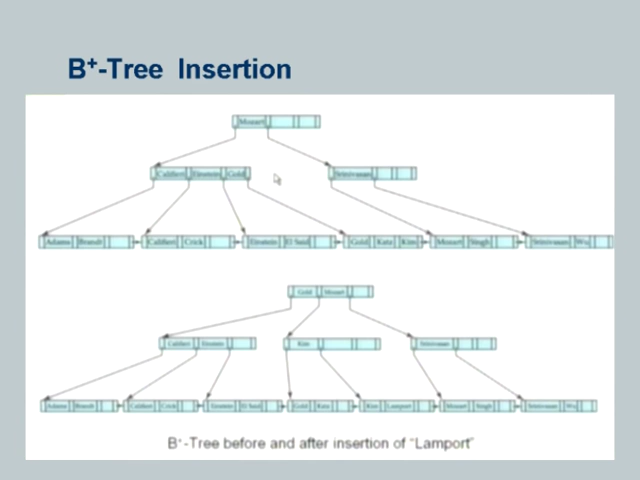 B+-Tree Insertion
Mozart
Califieri Einstein Gold Srinivasan
Adams Brandt Califieri Crick Einstein El Said Gold Katz Kim Mozart Singh Srinivasan Wu
Gold Mozart
Califieri Einstein Kim Srinivasan
Adams Brandt Califieri Crick Einstein El Said Gold Katz Kim Lamport Mozart Singh Srinivasan Wu
B+-Tree before and after insertion of "Lamport"